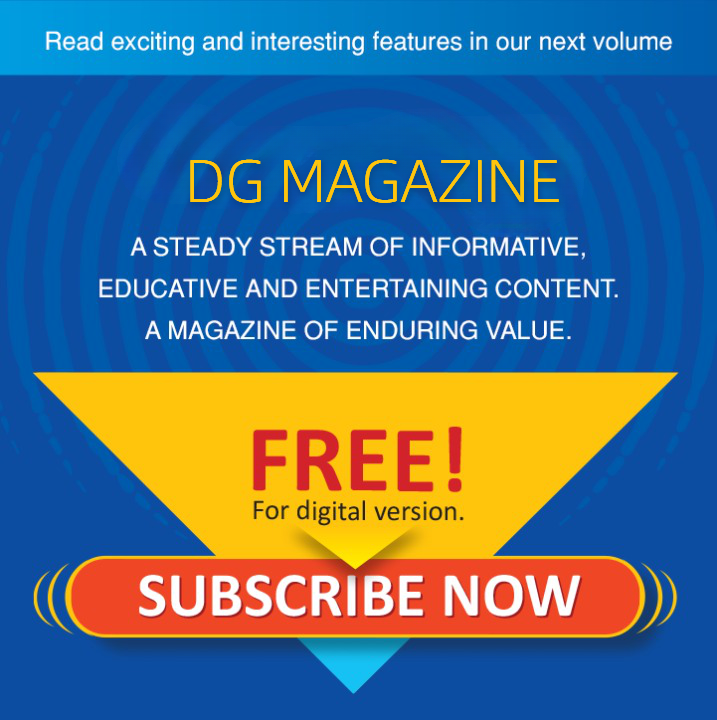 Read exciting and interesting features in our next volume
DG MAGAZINE
A STEADY STREAM OF INFORMATIVE,
EDUCATIVE AND ENTERTAINING CONTENT.
A MAGAZINE OF ENDURING VALUE.
FREE!
For digital version.
SUBSCRIBE NOW